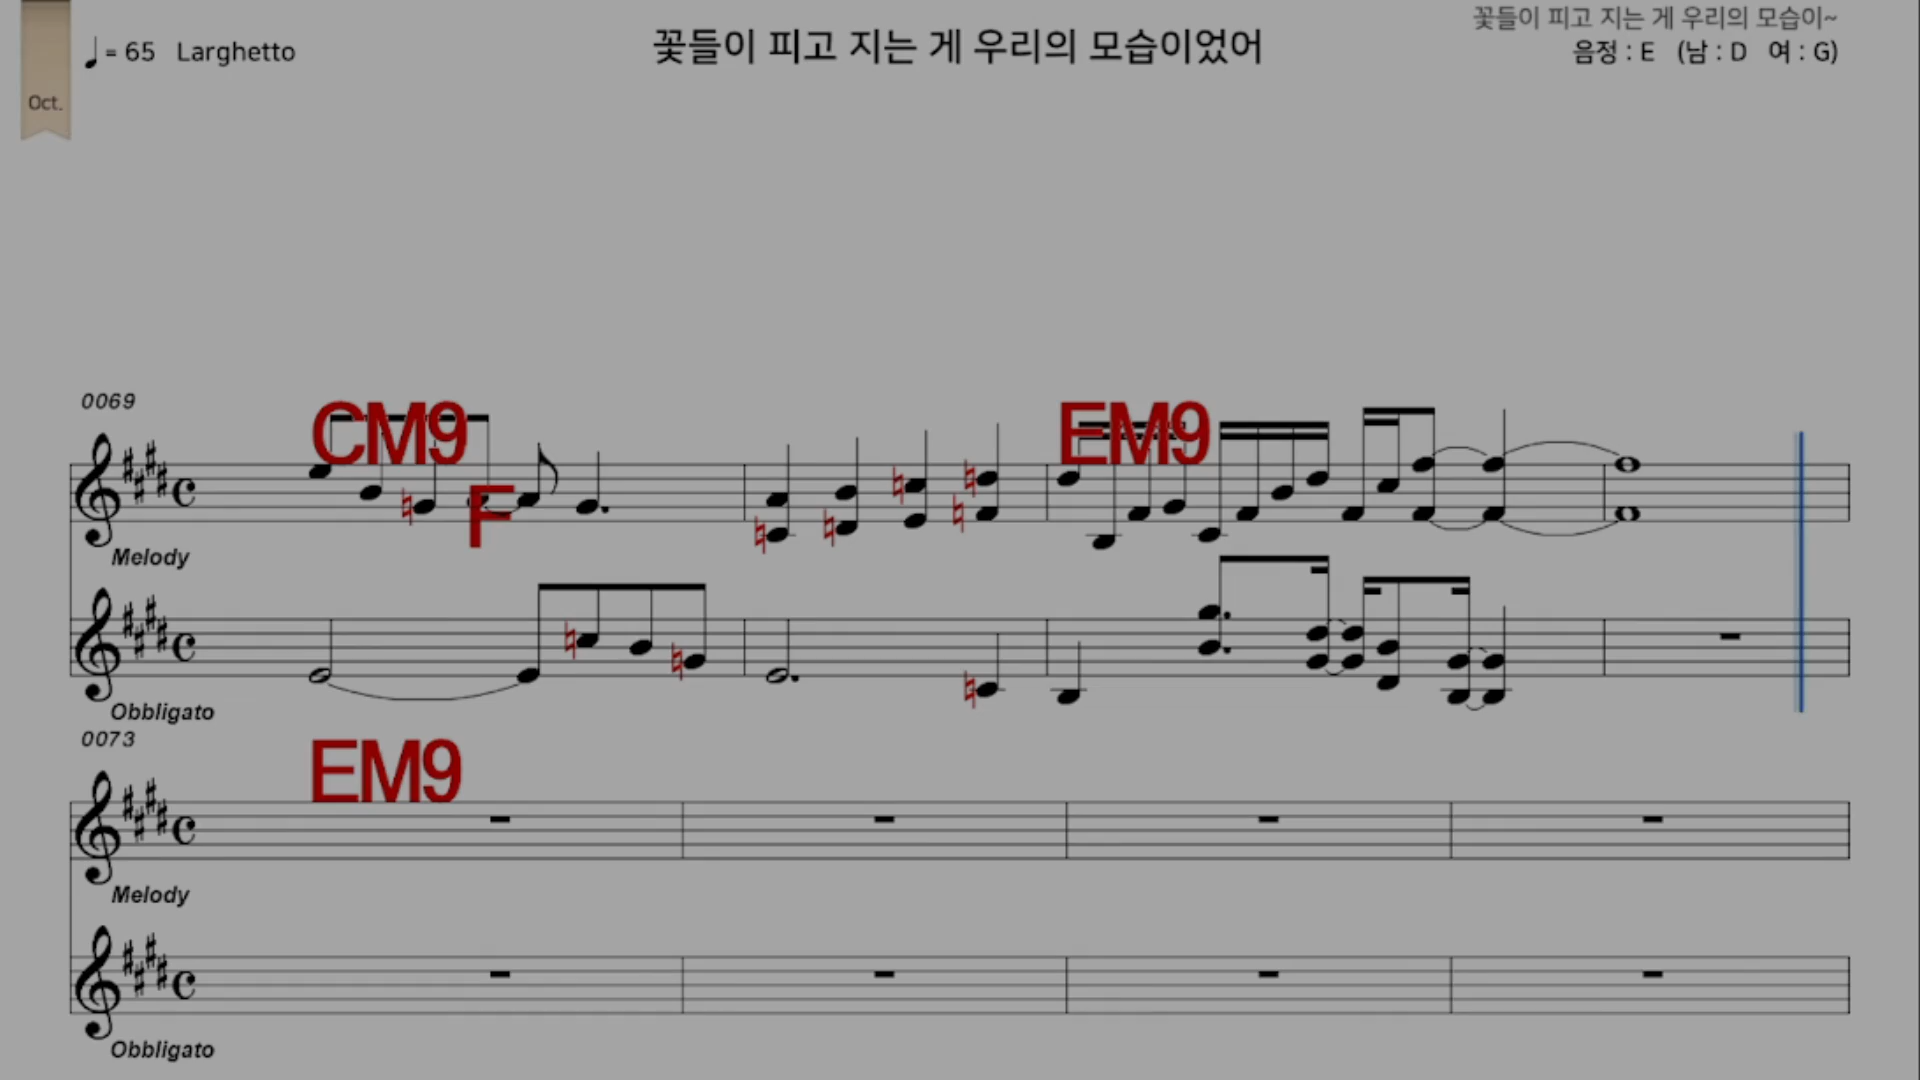 꽃들이 피고 지는 게 우리의 모습이~
♩= 65 Larghetto
꽃들이 피고 지는 게 우리의 모습이었어
음정 : E (남 : D 여 : G)
Oct.
0069
CM9
F
EM9
Melody
Obbligato
0073
EM9
Melody
Obbligato